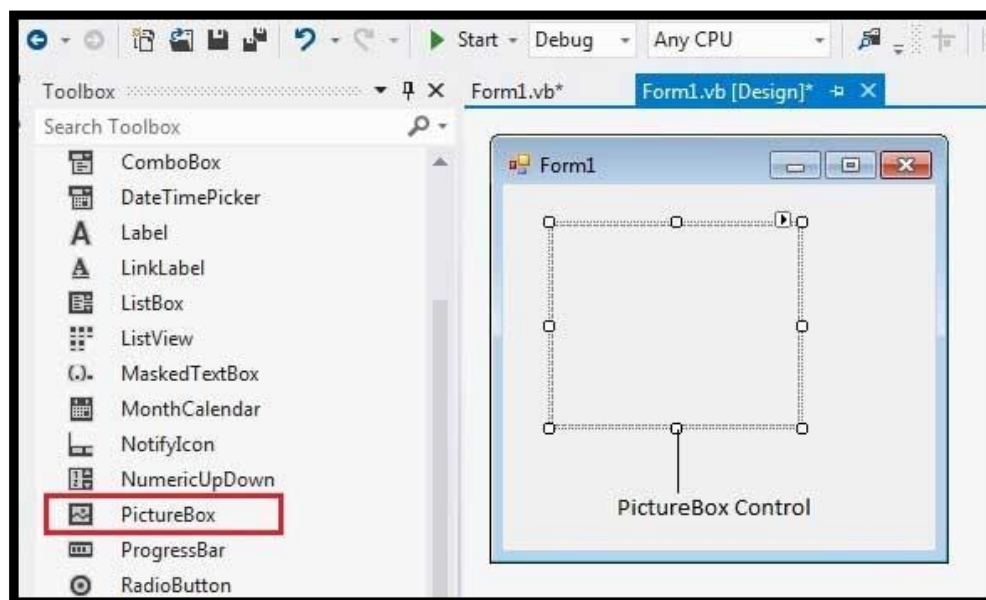 Start Debug Any CPU
Toolbox
Search Toolbox
ComboBox
DateTimePicker
Label
LinkLabel
ListBox
ListView
MaskedTextBox
MonthCalendar
NotifyIcon
NumericUpDown
PictureBox
ProgressBar
RadioButton
Form1.vb* Form1.vb [Design]*
Form1
PictureBox Control